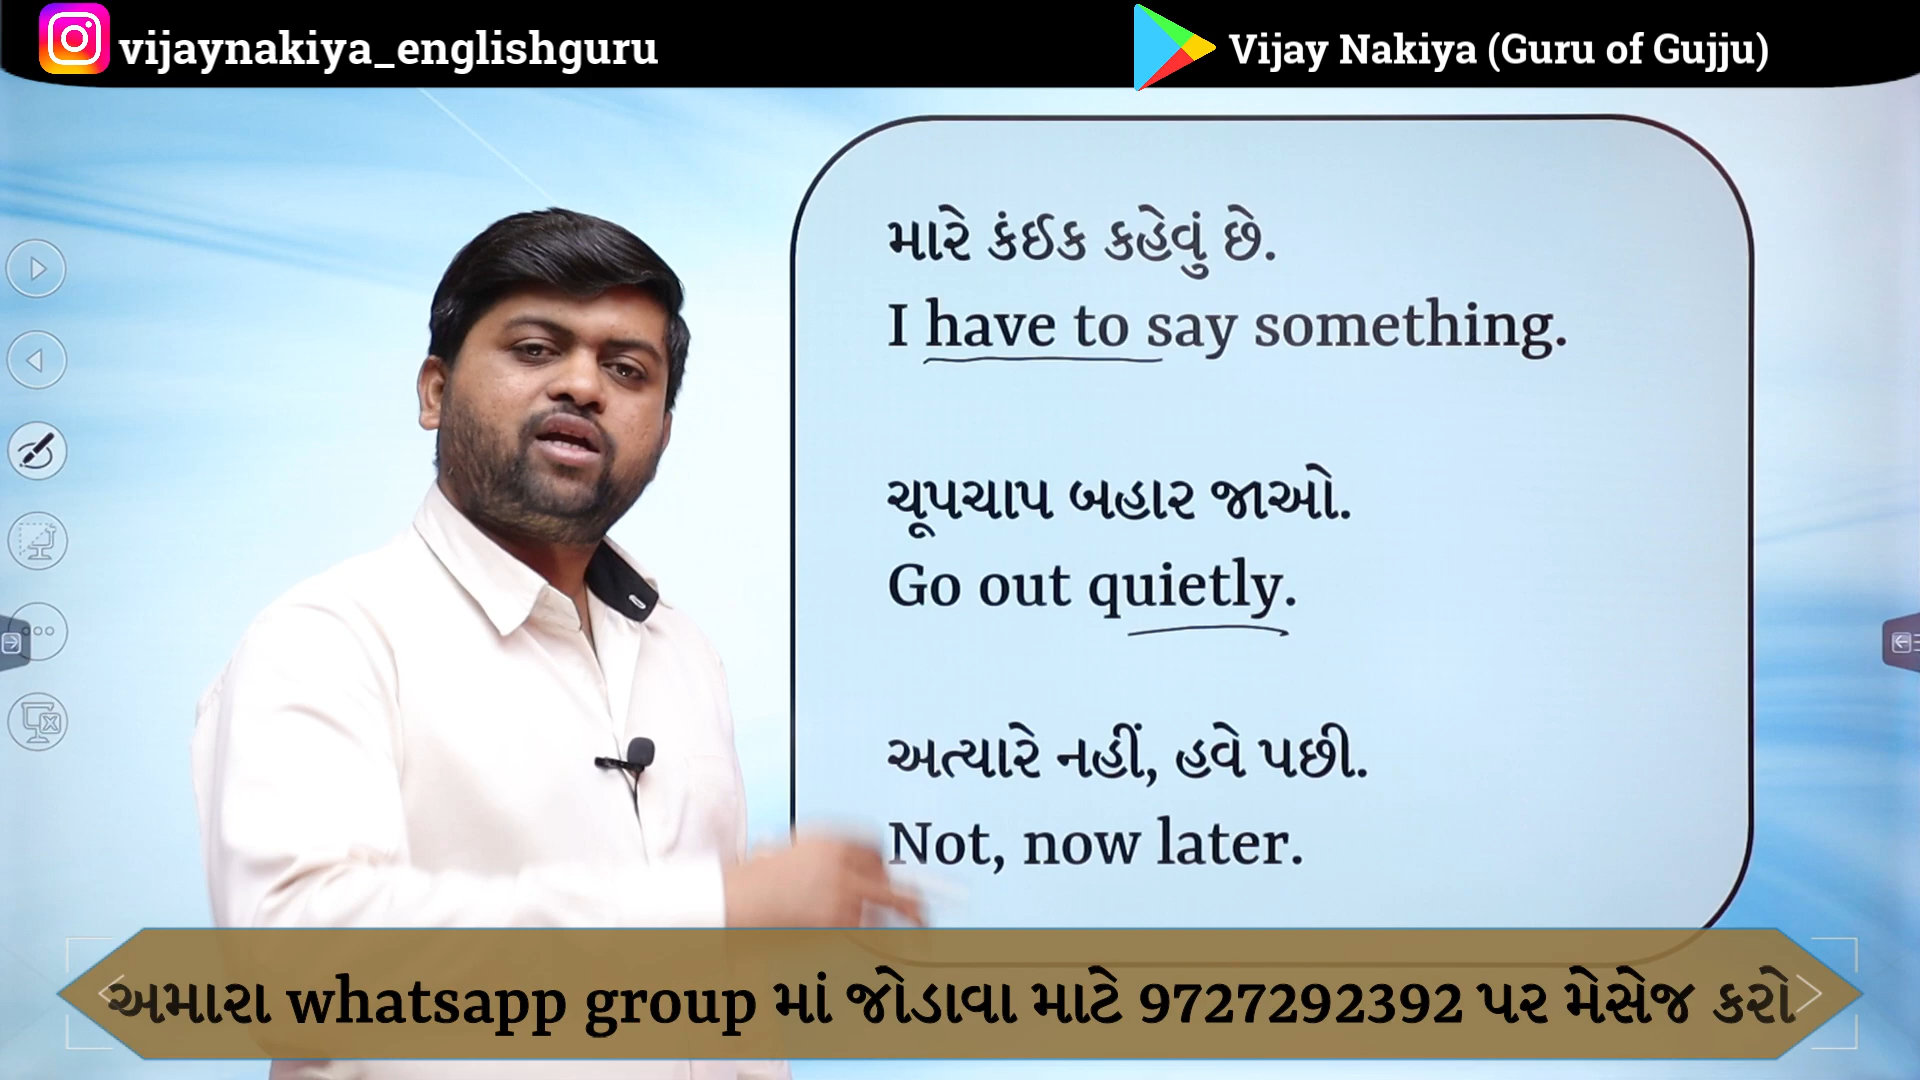 vijaynakiya_englishguru
Vijay Nakiya (Guru of Gujju)
મારે કંઈક કહેવું છે.
I have to say something.
ચૂપચાપ બહાર જાઓ.
Go out quietly.
અત્યારે નહીં, હવે પછી.
Not, now later.
અમારા whatsapp group માં જોડાવા માટે 9727292392 પર મેસેજ કરો